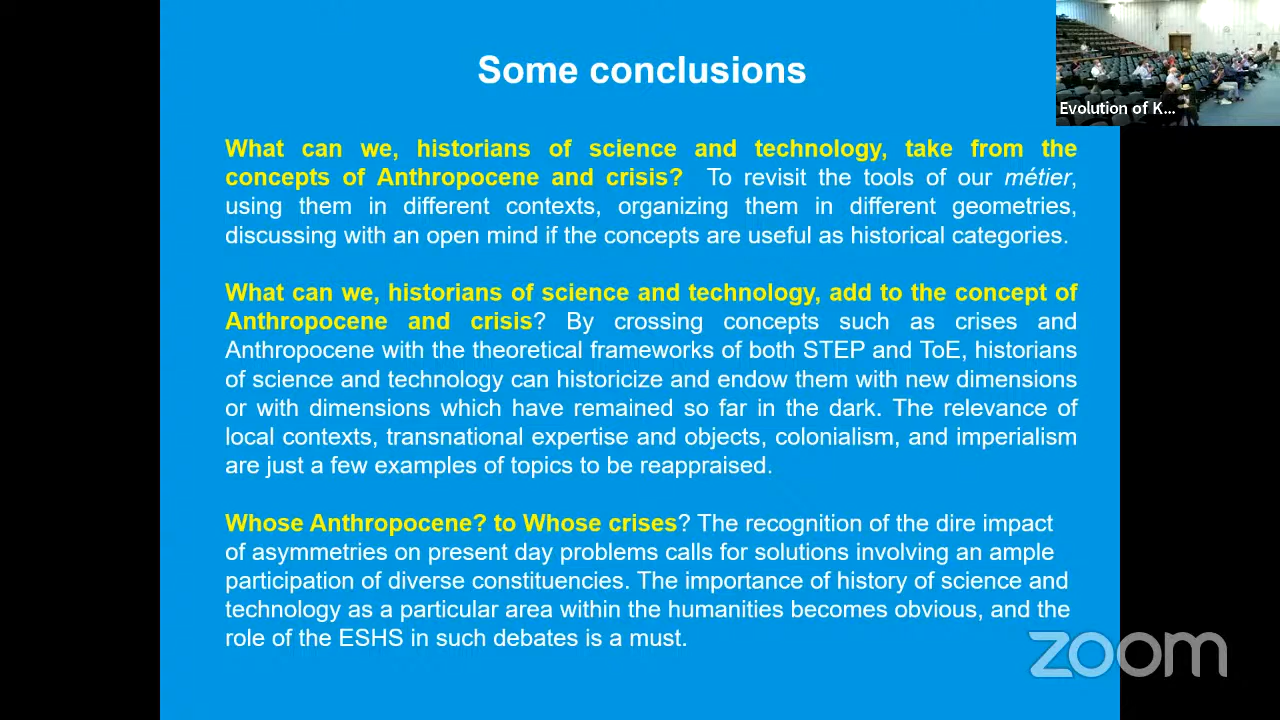 Some conclusions
Evolution of K...
What can we, historians of science and technology, take from the
concepts of Anthropocene and crisis? To revisit the tools of our métier,
using them in different contexts, organizing them in different geometries,
discussing with an open mind if the concepts are useful as historical categories.
What can we, historians of science and technology, add to the concept of
Anthropocene and crisis? By crossing concepts such as crises and
Anthropocene with the theoretical frameworks of both STEP and ToE, historians
of science and technology can historicize and endow them with new dimensions
or with dimensions which have remained so far in the dark. The relevance of
local contexts, transnational expertise and objects, colonialism, and imperialism
are just a few examples of topics to be reappraised.
Whose Anthropocene? to Whose crises? The recognition of the dire impact
of asymmetries on present day problems calls for solutions involving an ample
participation of diverse constituencies. The importance of history of science and
technology as a particular area within the humanities becomes obvious, and the
role of the ESHS in such debates is a must.
zoom